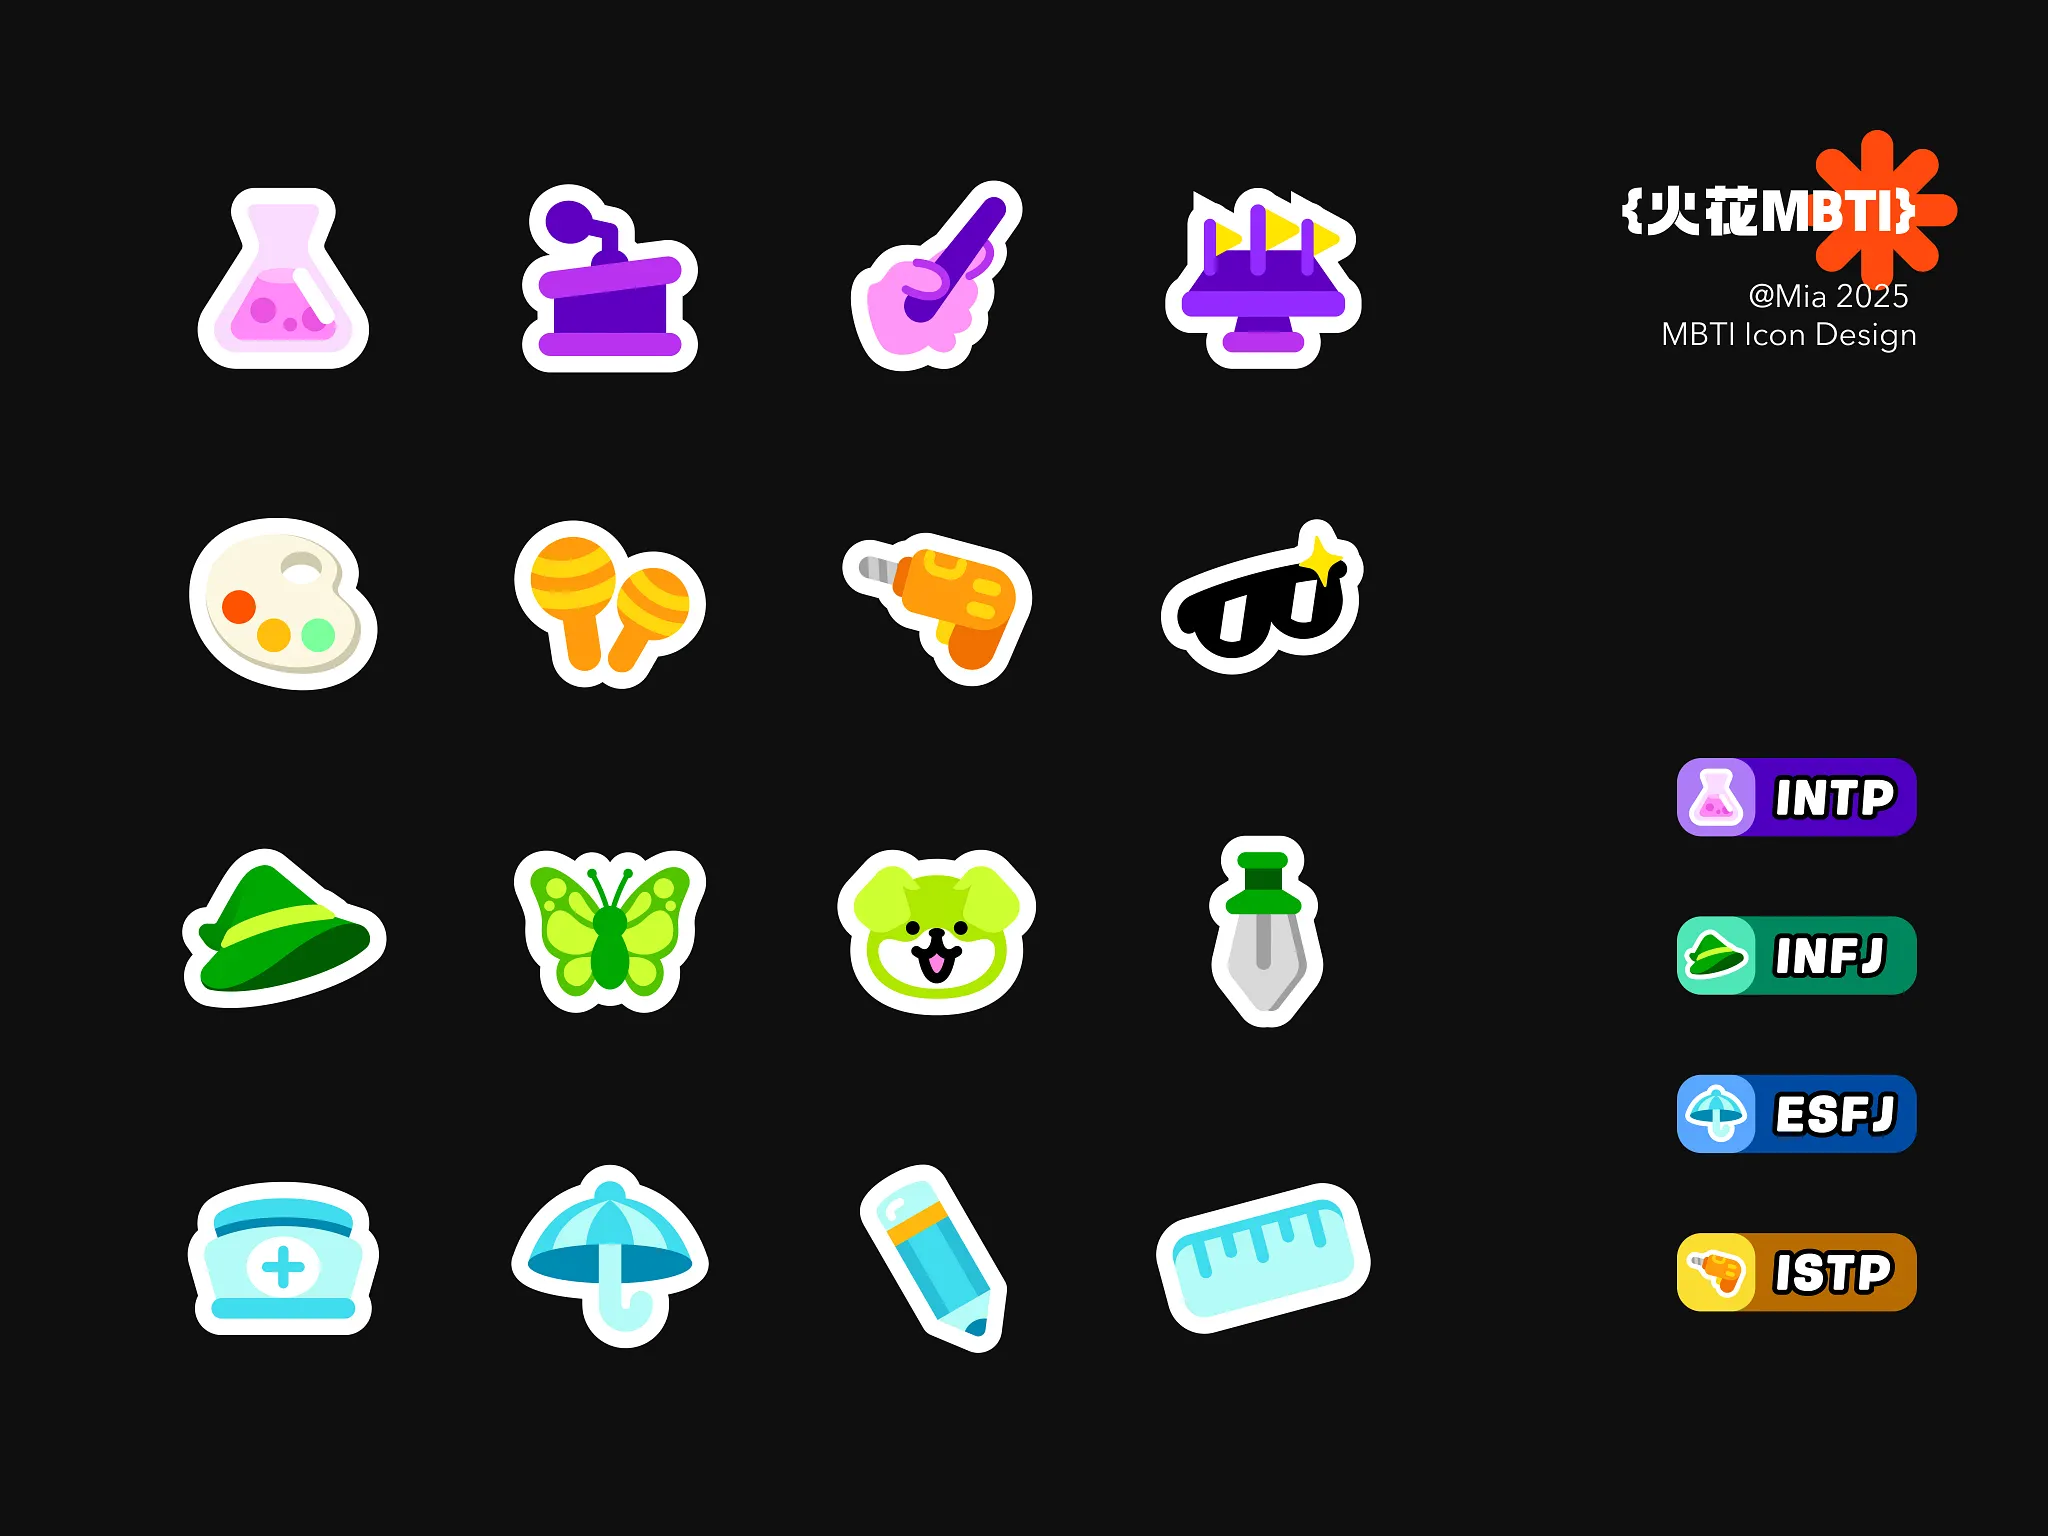 {火花MBTI}
@Mia 2025
MBTI Icon Design
INTP
INFJ
ESFJ
ISTP